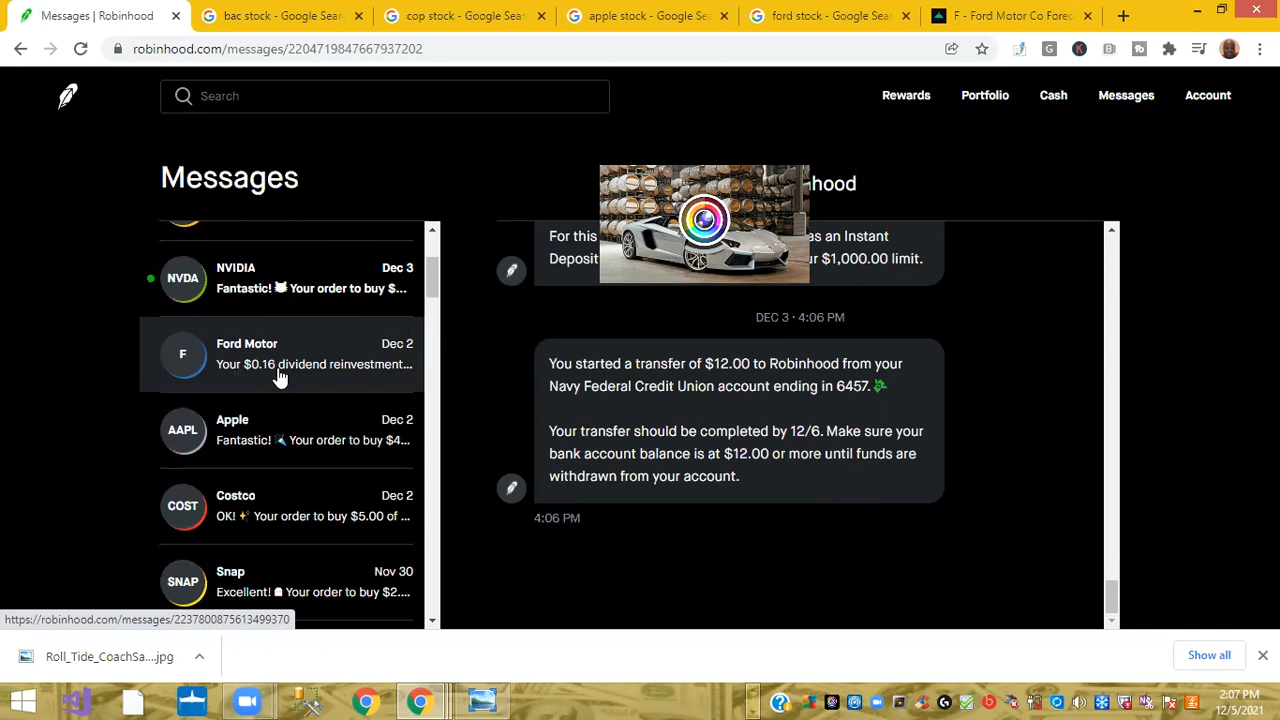 Messages | Robinhood
bac stock - Google Sear
cop stock - Google Sear
apple stock - Google Se
ford stock - Google Sear
F - Ford Motor Co Forec
robinhood.com/messages/2204719847667937202
Search
Rewards
Portfolio
Cash
Messages
Account
Messages
NVDA
NVIDIA
Dec 3
Fantastic! Your order to buy $...
F
Ford Motor
Dec 2
Your $0.16 dividend reinvestment...
AAPL
Apple
Dec 2
Fantastic! Your order to buy $4...
COST
Costco
Dec 2
OK! ✨ Your order to buy $5.00 of ...
SNAP
Snap
Nov 30
Excellent! Your order to buy $2....
https://robinhood.com/messages/2237800875613499370
nhood
For this as an Instant
Deposit r $1,000.00 limit.
DEC 3 · 4:06 PM
You started a transfer of $12.00 to Robinhood from your
Navy Federal Credit Union account ending in 6457.
Your transfer should be completed by 12/6. Make sure your
bank account balance is at $12.00 or more until funds are
withdrawn from your account.
4:06 PM
Roll_Tide_CoachSa....jpg
Show all
2:07 PM
12/5/2021